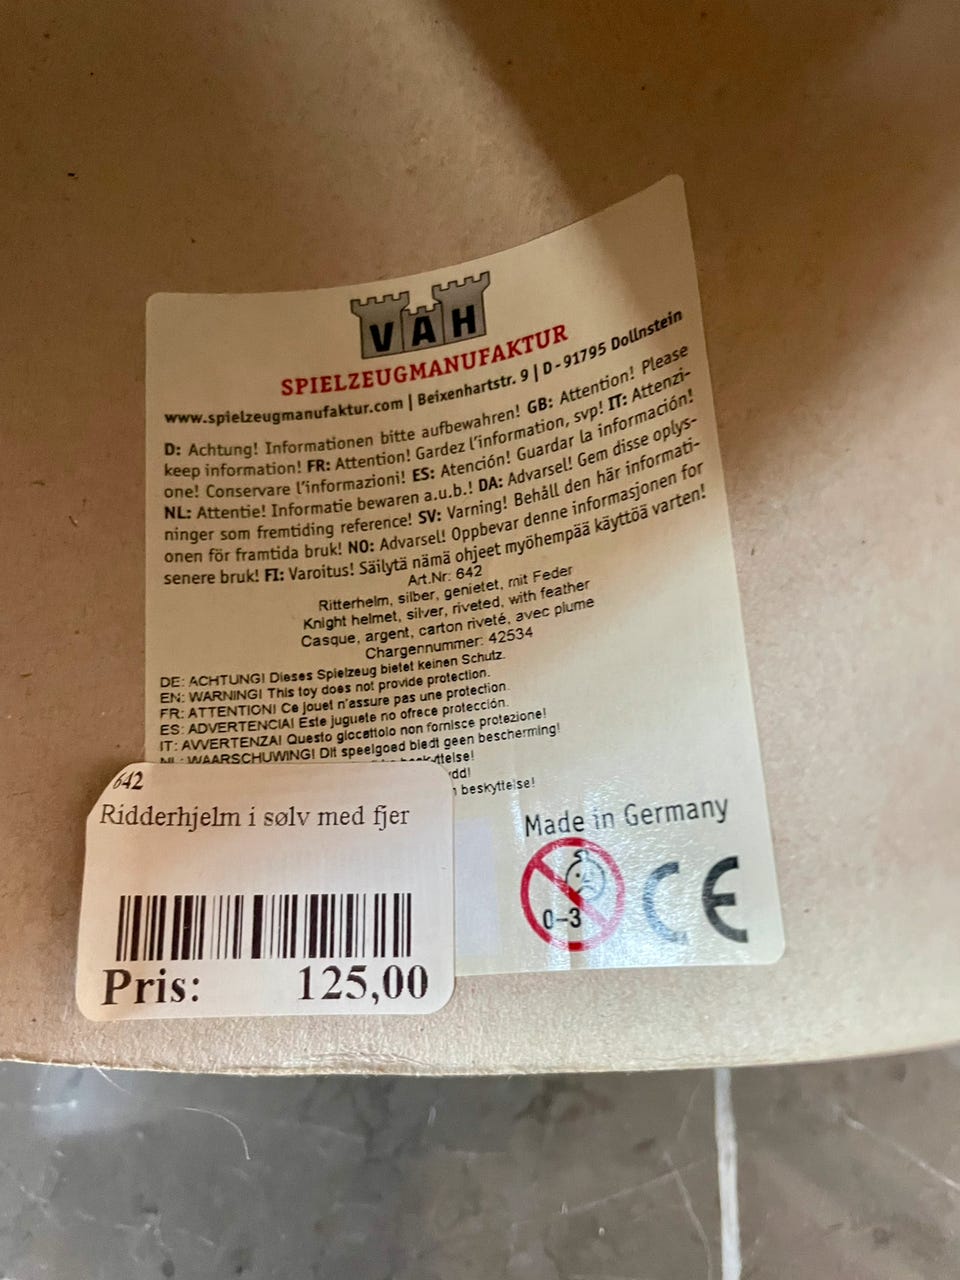 VAH
SPIELZEUGMANUFAKTUR
www.spielzeugmanufaktur.com | Beixenhartstr. 9 | D-91795 Dollnstein
D: Achtung! Informationen bitte aufbewahren! GB: Attention! Please
keep information! FR: Attention! Gardez l'information, svp! IT: Attenzi-
one! Conservare l'informazioni! ES: Atención! Guardar la información!
NL: Attentie! Informatie bewaren a.u.b.! DA: Advarsel! Gem disse oplys-
ninger som fremtiding reference! SV: Varning! Behåll den här informati-
onen för framtida bruk! NO: Advarsel! Oppbevar denne informasjonen for
senere bruk! FI: Varoitus! Säilytä nämä ohjeet myöhempää käyttöä varten!
Art.Nr: 642
Ritterhelm, silber, genietet, mit Feder
Knight helmet, silver, riveted, with feather
Casque, argent, carton riveté, avec plume
Chargennummer: 42534
DE: ACHTUNG! Dieses Spielzeug bietet keinen Schutz.
EN: WARNING! This toy does not provide protection.
FR: ATTENTION! Ce jouet n'assure pas une protection.
ES: ADVERTENCIA! Este juguete no ofrece protección.
IT: AVVERTENZA! Questo giocattolo non fornisce protezione!
NL: WAARSCHUWING! Dit speelgoed biedt geen bescherming!
beskyttelse!
642
Ridderhjelm i sølv med fjer
Pris: 125,00
Made in Germany
0-3
CE